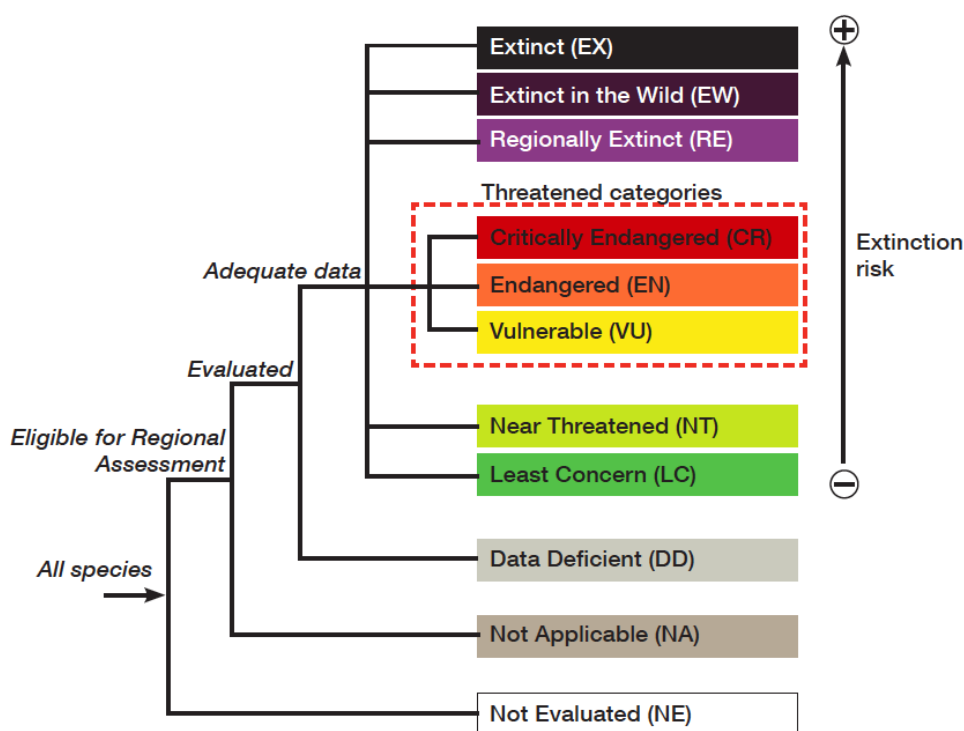 Extinct (EX)
Extinct in the Wild (EW)
Regionally Extinct (RE)
Threatened categories
Critically Endangered (CR)
Adequate data
Endangered (EN)
Vulnerable (VU)
Extinction
risk
Evaluated
Near Threatened (NT)
Eligible for Regional
Assessment
Least Concern (LC)
Data Deficient (DD)
All species
Not Applicable (NA)
Not Evaluated (NE)
+
−